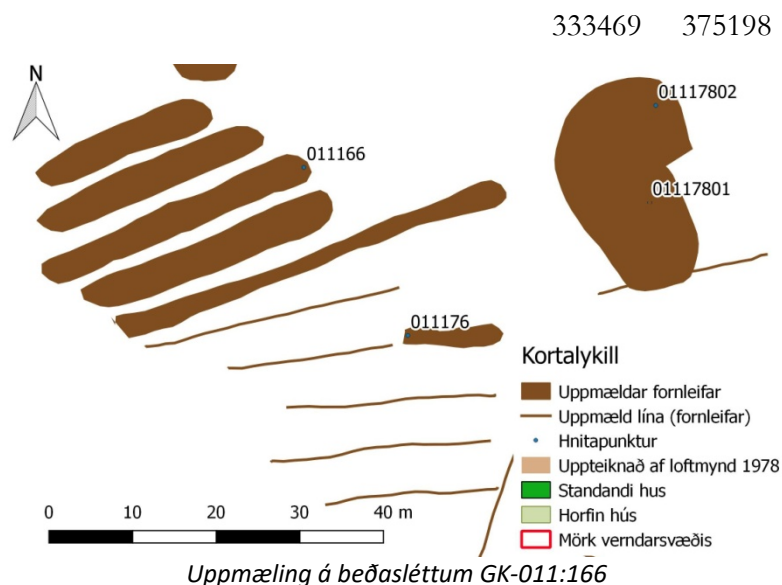 333469 375198
N
01117802
011166
01117801
011176
Kortalykill
Uppmældar fornleifar
Uppmæld lína (fornleifar)
Hnitapunktur
Uppteiknað af loftmynd 1978
Standandi hus
Horfin hús
Mörk verndarsvæðis
0 10 20 30 40 m
Uppmæling á beðasléttum GK-011:166